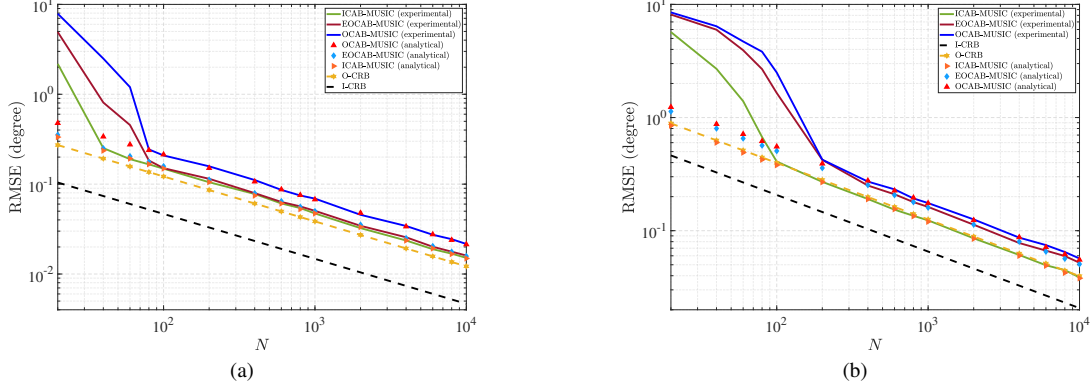 ICAB-MUSIC (experimental)
EOCAB-MUSIC (experimental)
OCAB-MUSIC (experimental)
OCAB-MUSIC (analytical)
EOCAB-MUSIC (analytical)
ICAB-MUSIC (analytical)
O-CRB
I-CRB
10^1
10^0
10^-1
10^-2
RMSE (degree)
10^2
10^3
10^4
N
(a)
ICAB-MUSIC (experimental)
EOCAB-MUSIC (experimental)
OCAB-MUSIC (experimental)
I-CRB
O-CRB
ICAB-MUSIC (analytical)
EOCAB-MUSIC (analytical)
OCAB-MUSIC (analytical)
10^1
10^0
10^-1
RMSE (degree)
10^2
10^3
10^4
N
(b)